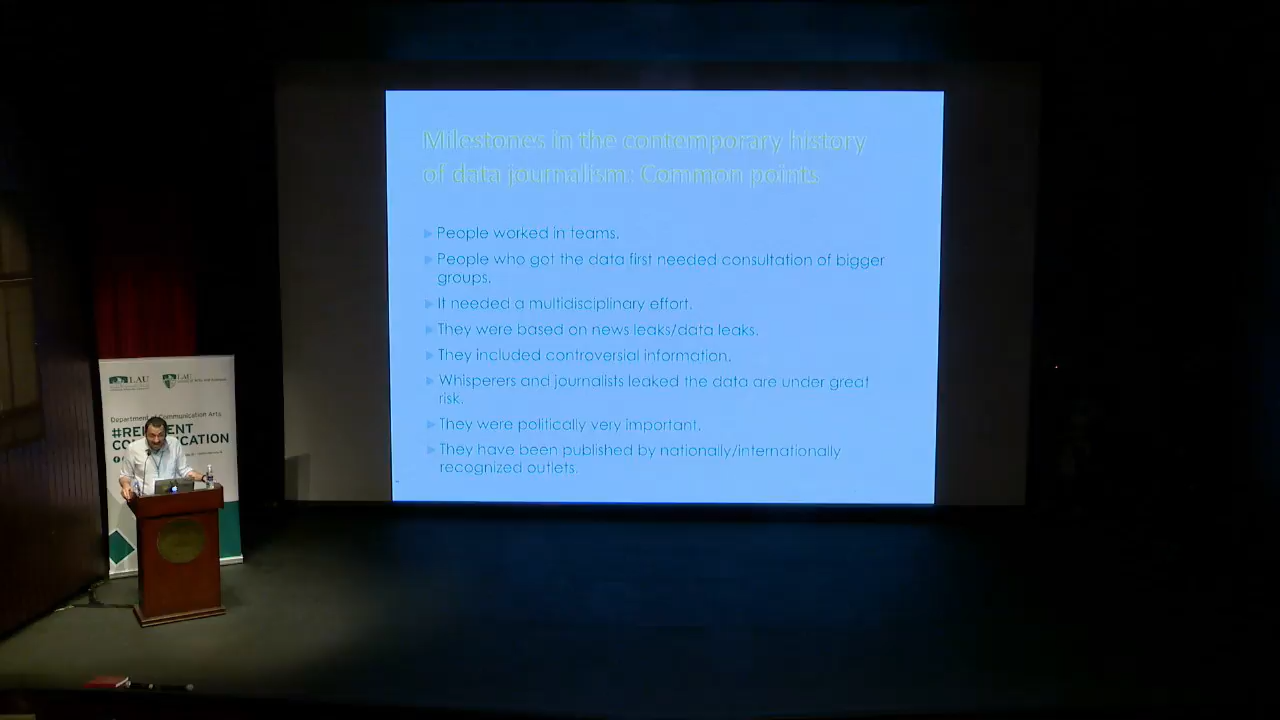 Milestones in the contemporary history
of data journalism: Common points
People worked in teams.
People who got the data first needed consultation of bigger
groups.
It needed a multidisciplinary effort.
They were based on news leaks/data leaks.
They included controversial information.
Whisperers and journalists leaked the data are under great
risk.
They were politically very important.
They have been published by nationally/internationally
recognized outlets.
LAU
LAU
Department of Communication Arts